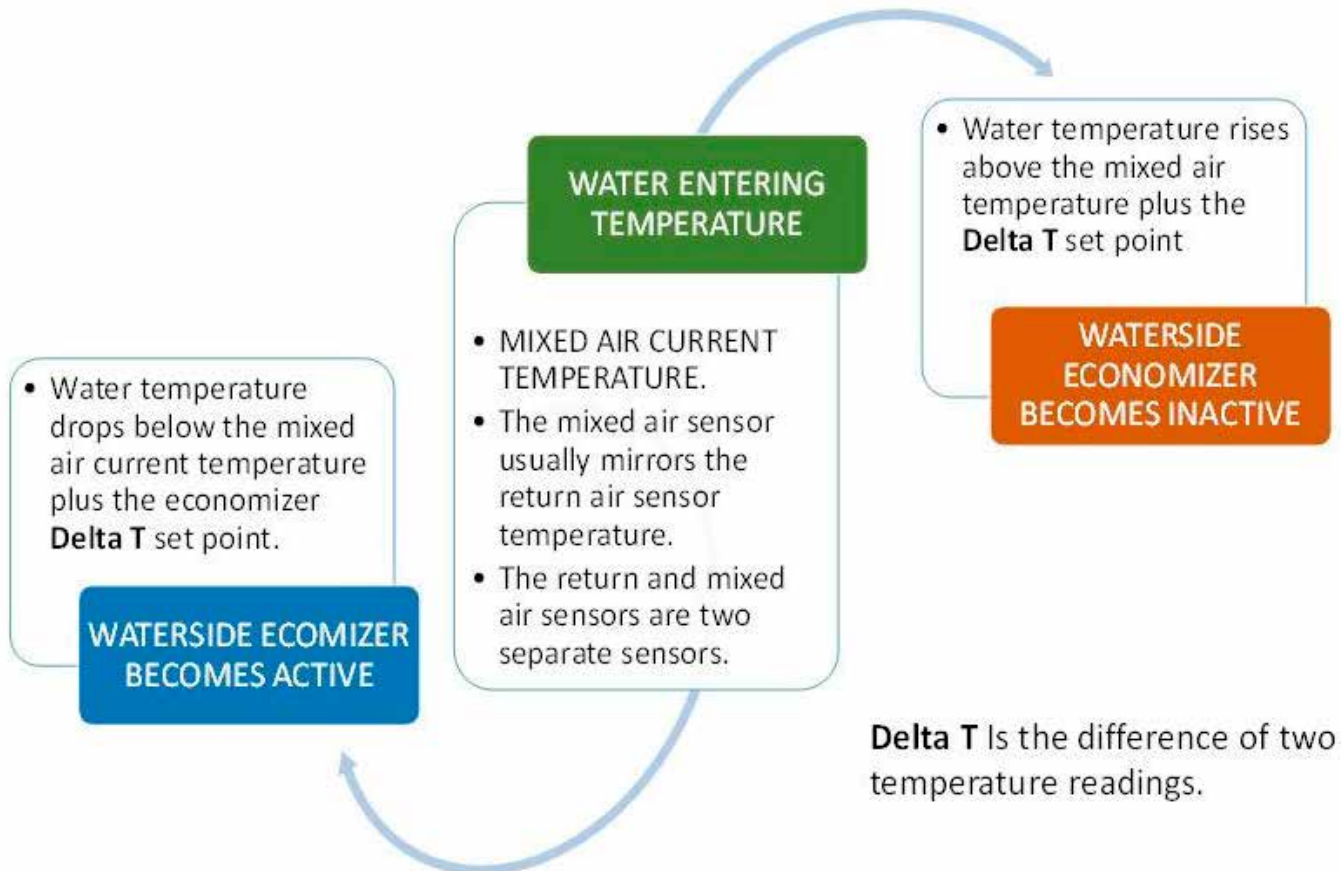 • Water temperature
drops below the mixed
air current temperature
plus the economizer
Delta T set point.
WATERSIDE ECOMIZER
BECOMES ACTIVE
WATER ENTERING
TEMPERATURE
• MIXED AIR CURRENT
TEMPERATURE.
• The mixed air sensor
usually mirrors the
return air sensor
temperature.
• The return and mixed
air sensors are two
separate sensors.
• Water temperature rises
above the mixed air
temperature plus the
Delta T set point
WATERSIDE
ECONOMIZER
BECOMES INACTIVE
Delta T Is the difference of two
temperature readings.